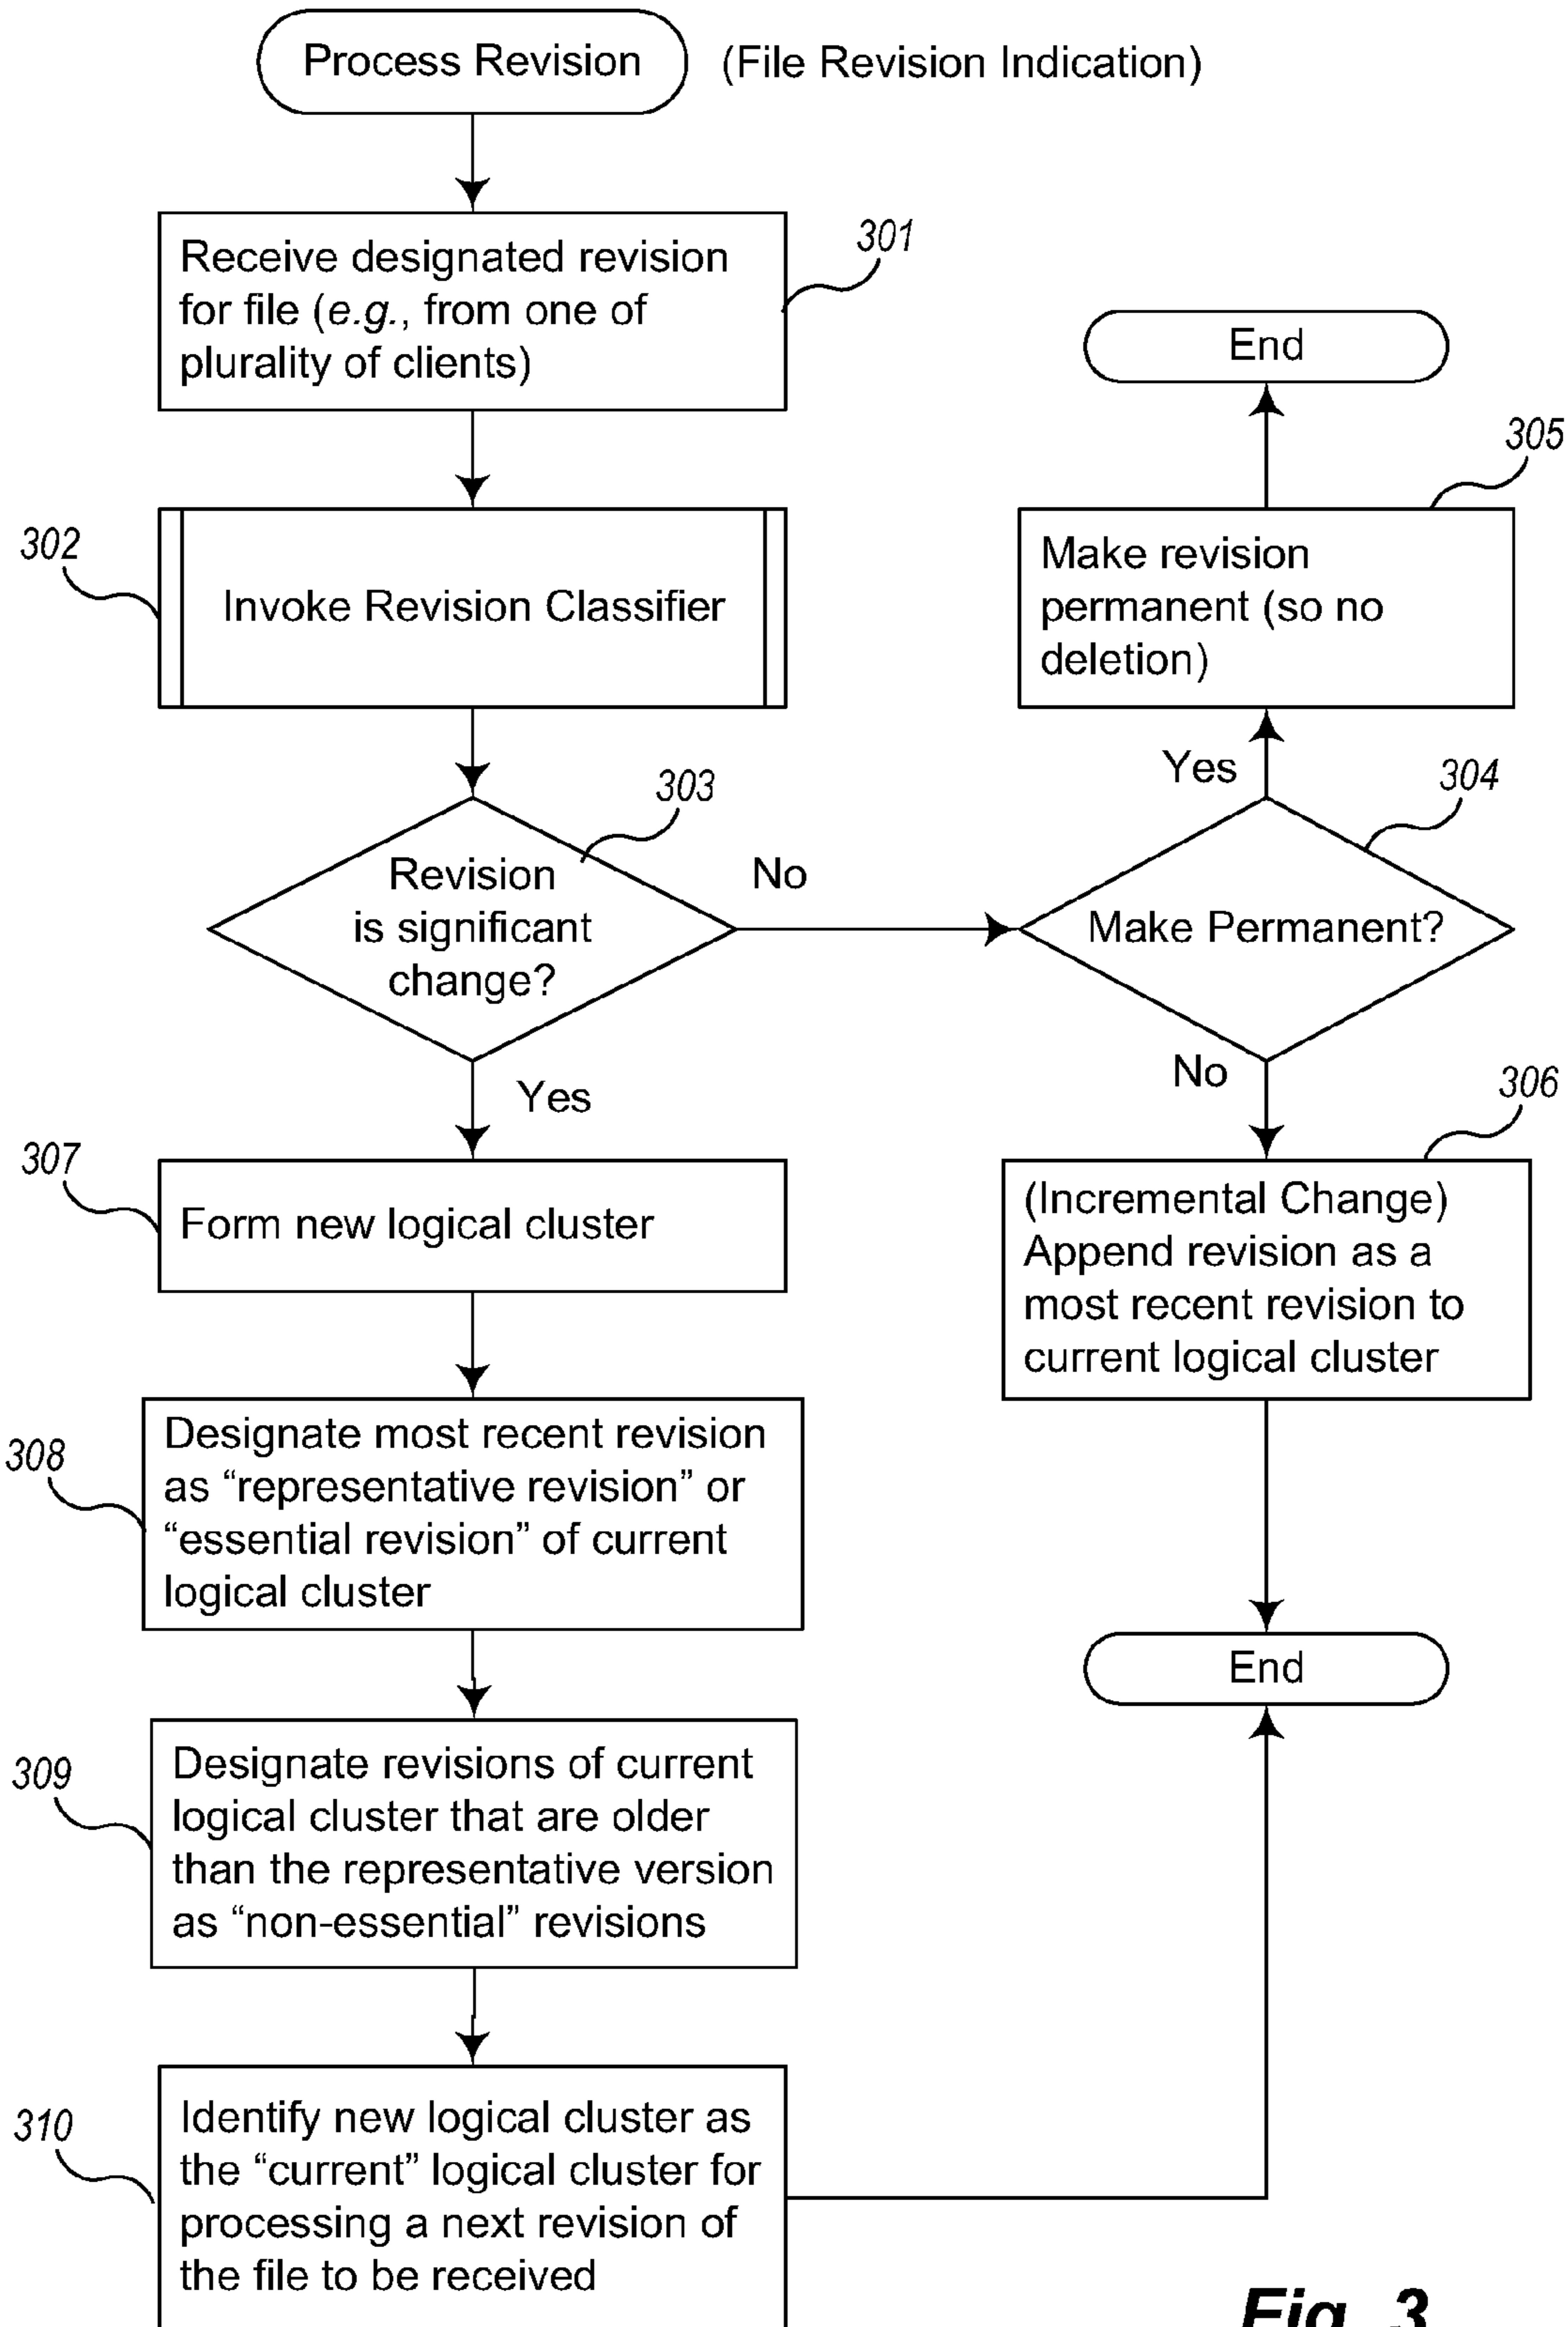 Process Revision
(File Revision Indication)
301
Receive designated revision
for file (e.g., from one of
plurality of clients)
End
305
302
Invoke Revision Classifier
Make revision
permanent (so no
deletion)
Yes
304
303
Revision
is significant
change?
No
Make Permanent?
No
Yes
306
307
Form new logical cluster
(Incremental Change)
Append revision as a
most recent revision to
current logical cluster
308
Designate most recent revision
as “representative revision” or
“essential revision” of current
logical cluster
End
309
Designate revisions of current
logical cluster that are older
than the representative version
as “non-essential” revisions
310
Identify new logical cluster as
the “current” logical cluster for
processing a next revision of
the file to be received
Fig. 3